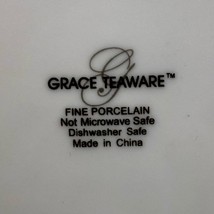 G
GRACE TEAWARE™
FINE PORCELAIN
Not Microwave Safe
Dishwasher Safe
Made in China